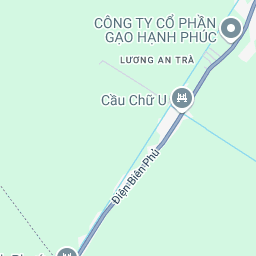 CÔNG TY CỔ PHẦN
GẠO HẠNH PHÚC
LƯƠNG AN TRÀ
Cầu Chữ U
Điện Biên Phủ